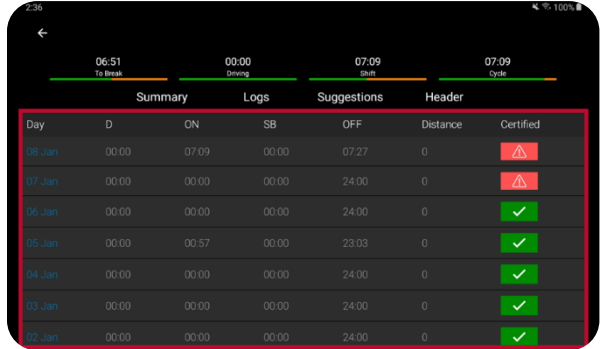 2:36 100%
06:51 00:00 07:09 07:09
To Break Driving Shift Cycle
Summary Logs Suggestions Header
Day D ON SB OFF Distance Certified
08 Jan 00:00 07:09 00:00 07:27 0
07 Jan 00:00 00:00 00:00 24:00 0
06 Jan 00:00 00:00 00:00 24:00 0
05 Jan 00:00 00:57 00:00 23:03 0
04 Jan 00:00 00:00 00:00 24:00 0
03 Jan 00:00 00:00 00:00 24:00 0
02 Jan 00:00 00:00 00:00 24:00 0